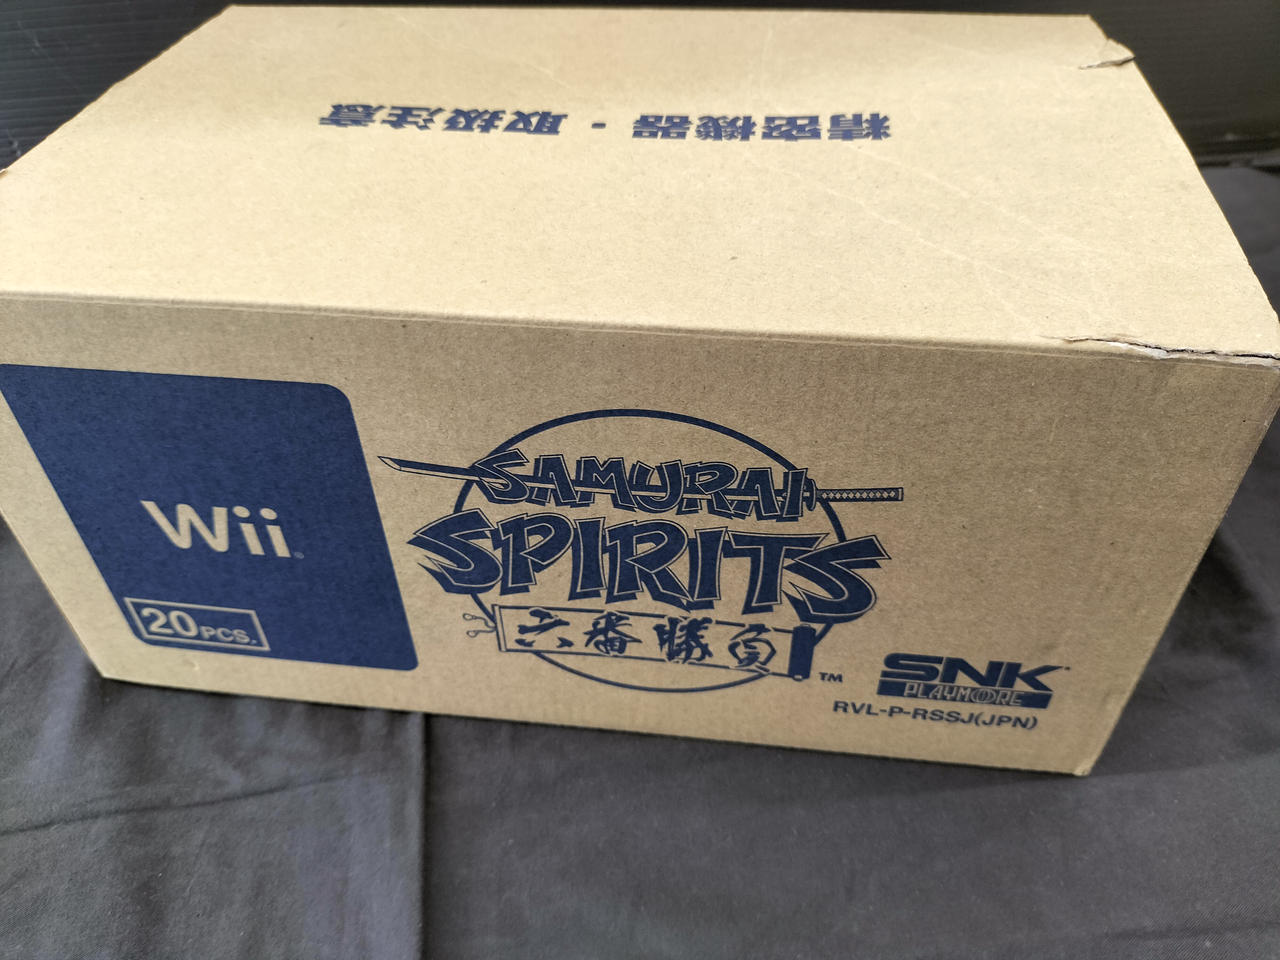 精密機器・取扱注意
Wii
20PCS.
SAMURAI
SPIRITS
六番勝負
TM
SNK
PLAYMORE
RVL-P-RSSJ(JPN)